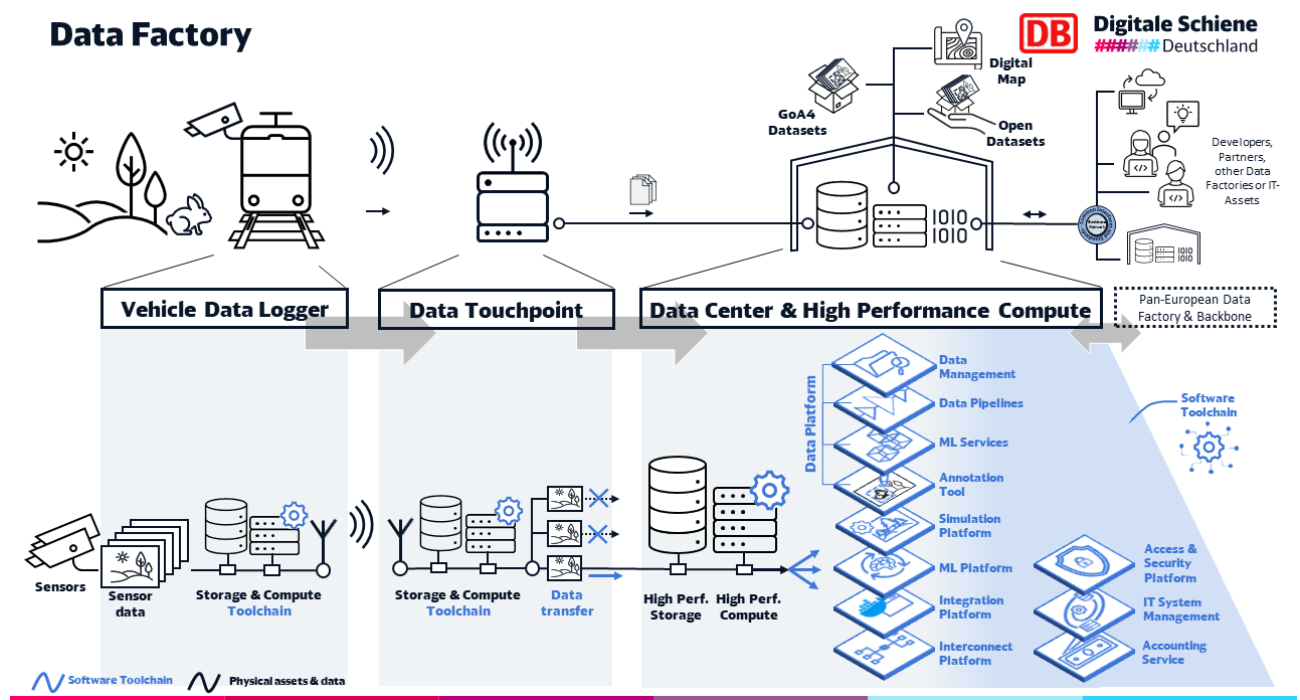 Data Factory
DB
Digitale Schiene
###### Deutschland
Digital
Map
GoA4
Datasets
Open
Datasets
Developers,
Partners,
other Data
Factories or IT-
Assets
1010
1010
1010
1010
Vehicle Data Logger
Data Touchpoint
Data Center & High Performance Compute
Pan-European Data
Factory & Backbone
Data Platform
Data
Management
Data Pipelines
ML Services
Annotation
Tool
Simulation
Platform
ML Platform
Integration
Platform
Interconnect
Platform
Software
Toolchain
Access &
Security
Platform
IT System
Management
Accounting
Service
Sensors
Sensor
data
Storage & Compute
Toolchain
Storage & Compute
Toolchain
Data
transfer
High Perf.
Storage
High Perf.
Compute
Software Toolchain
Physical assets & data